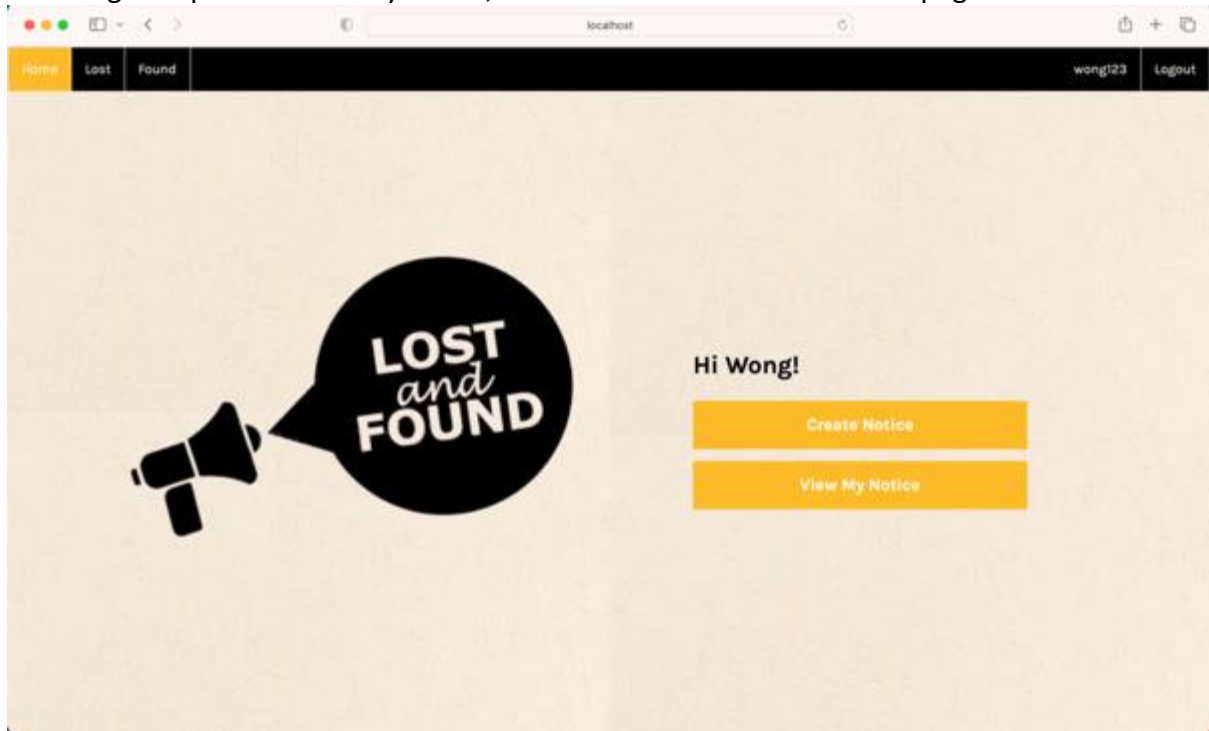 localhost
Home Lost Found wong123 Logout
LOST
and
FOUND
Hi Wong!
Create Notice
View My Notice